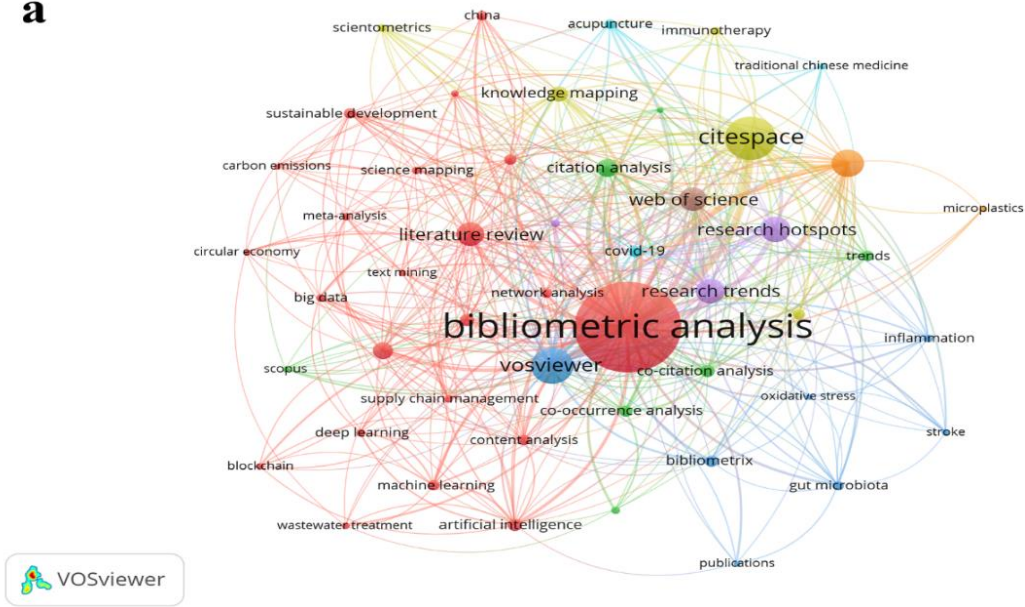 a
china
scientometrics
acupuncture
immunotherapy
traditional chinese medicine
knowledge mapping
sustainable development
citespace
carbon emissions
science mapping
citation analysis
web of science
microplastics
meta-analysis
literature review
research hotspots
circular economy
covid-19
trends
text mining
big data
network analysis
research trends
bibliometric analysis
inflammation
scopus
vosviewer
co-citation analysis
supply chain management
oxidative stress
co-occurrence analysis
deep learning
content analysis
stroke
blockchain
bibliometrix
machine learning
gut microbiota
wastewater treatment
artificial intelligence
publications
VOSviewer